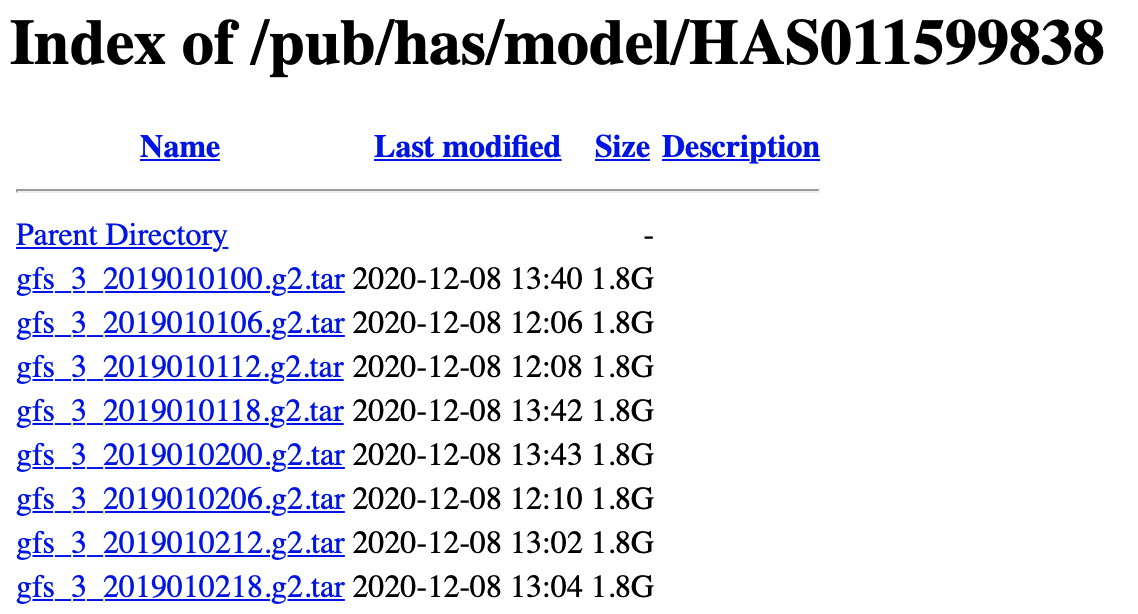 Index of /pub/has/model/HAS011599838
Name Last modified Size Description
Parent Directory -
gfs_3_2019010100.g2.tar 2020-12-08 13:40 1.8G
gfs_3_2019010106.g2.tar 2020-12-08 12:06 1.8G
gfs_3_2019010112.g2.tar 2020-12-08 12:08 1.8G
gfs_3_2019010118.g2.tar 2020-12-08 13:42 1.8G
gfs_3_2019010200.g2.tar 2020-12-08 13:43 1.8G
gfs_3_2019010206.g2.tar 2020-12-08 12:10 1.8G
gfs_3_2019010212.g2.tar 2020-12-08 13:02 1.8G
gfs_3_2019010218.g2.tar 2020-12-08 13:04 1.8G